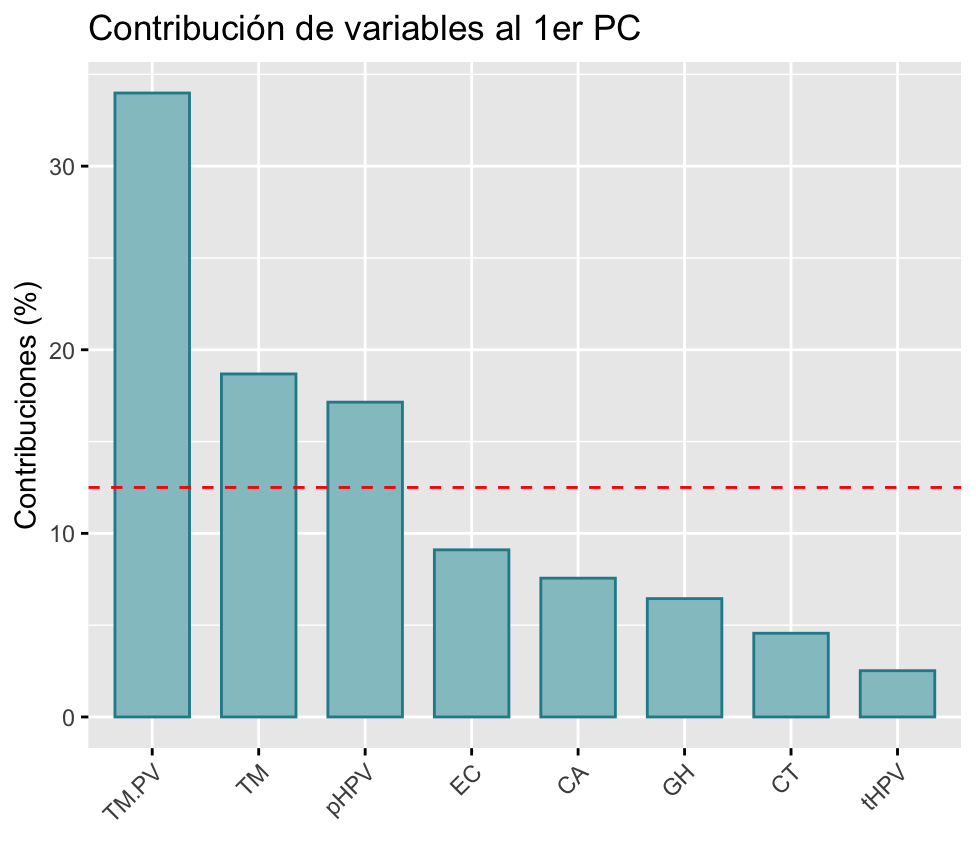 Contribución de variables al 1er PC
Contribuciones (%)
30
20
10
0
TM.PV
TM
pHPV
EC
CA
GH
CT
tHPV